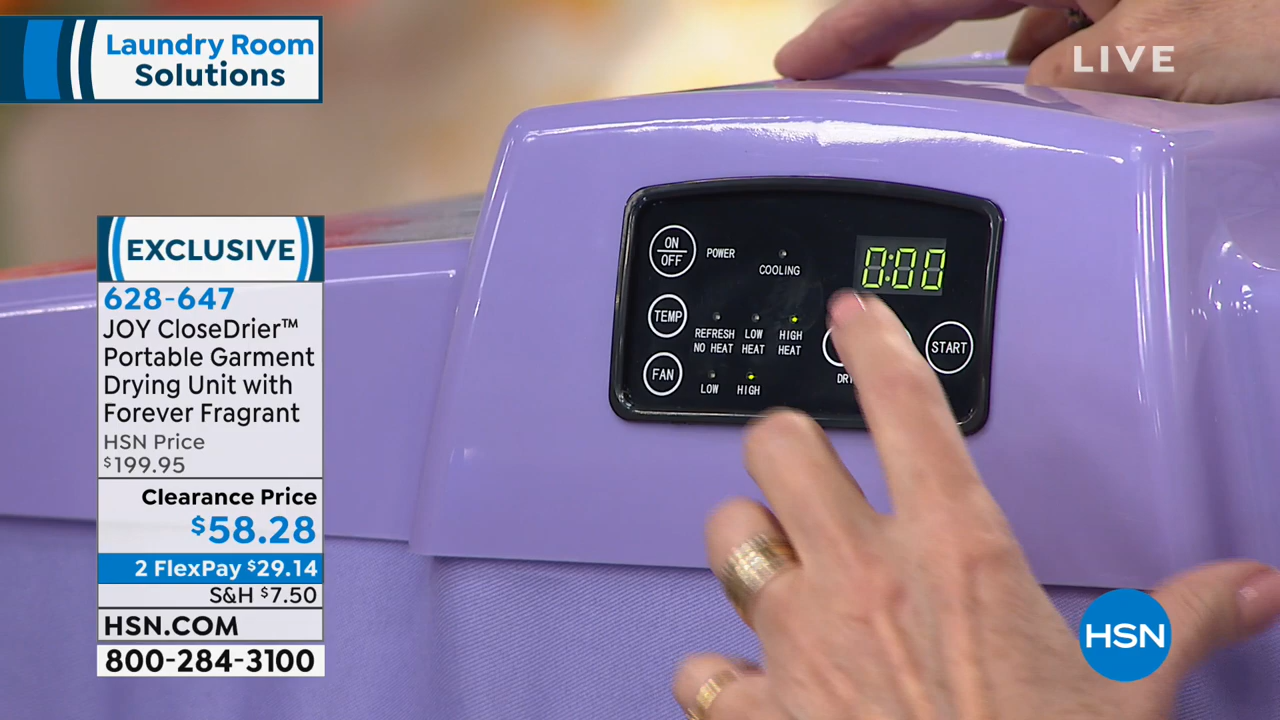 Laundry Room
Solutions
LIVE
EXCLUSIVE
628-647
JOY CloseDrier™
Portable Garment
Drying Unit with
Forever Fragrant
HSN Price
$199.95
Clearance Price
$58.28
2 FlexPay $29.14
S&H $7.50
HSN.COM
800-284-3100
ON
OFF
POWER
COOLING
0:00
TEMP
REFRESH
NO HEAT
LOW
HEAT
HIGH
HEAT
START
FAN
LOW
HIGH
HSN